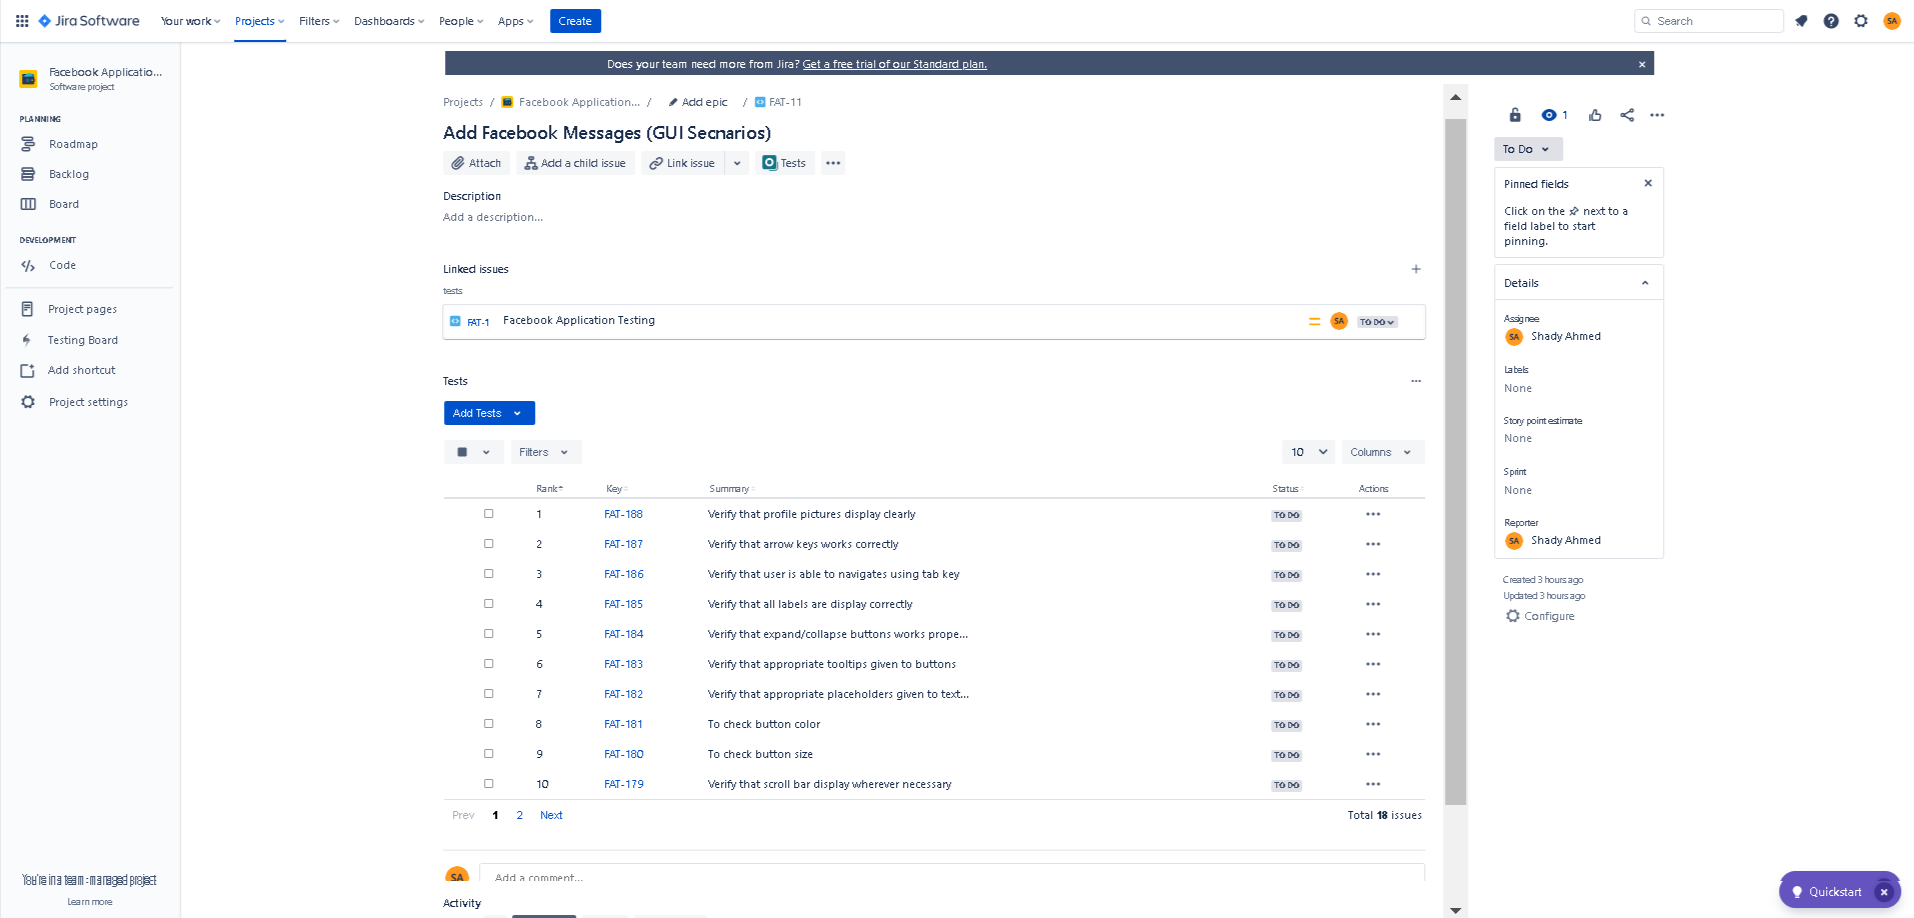 Jira Software
Your work
Projects
Filters
Dashboards
People
Apps
Create
Search
SA
Facebook Applicatio...
Software project
PLANNING
Roadmap
Backlog
Board
DEVELOPMENT
Code
Project pages
Testing Board
Add shortcut
Project settings
You're in a team-managed project
Learn more
Does your team need more from Jira? Get a free trial of our Standard plan.
Projects / Facebook Application... / Add epic / FAT-11
Add Facebook Messages (GUI Secnarios)
Attach
Add a child issue
Link issue
Tests
Description
Add a description...
Linked issues
tests
FAT-1 Facebook Application Testing SA TO DO
Tests
Add Tests
Filters
10
Columns
Rank Key Summary Status Actions
1 FAT-188 Verify that profile pictures display clearly TO DO
2 FAT-187 Verify that arrow keys works correctly TO DO
3 FAT-186 Verify that user is able to navigates using tab key TO DO
4 FAT-185 Verify that all labels are display correctly TO DO
5 FAT-184 Verify that expand/collapse buttons works prope... TO DO
6 FAT-183 Verify that appropriate tooltips given to buttons TO DO
7 FAT-182 Verify that appropriate placeholders given to text... TO DO
8 FAT-181 To check button color TO DO
9 FAT-180 To check button size TO DO
10 FAT-179 Verify that scroll bar display wherever necessary TO DO
Prev 1 2 Next Total 18 issues
SA Add a comment...
Activity
1
To Do
Pinned fields
Click on the next to a
field label to start
pinning.
Details
Assignee
SA Shady Ahmed
Labels
None
Story point estimate
None
Sprint
None
Reporter
SA Shady Ahmed
Created 3 hours ago
Updated 3 hours ago
Configure
Quickstart